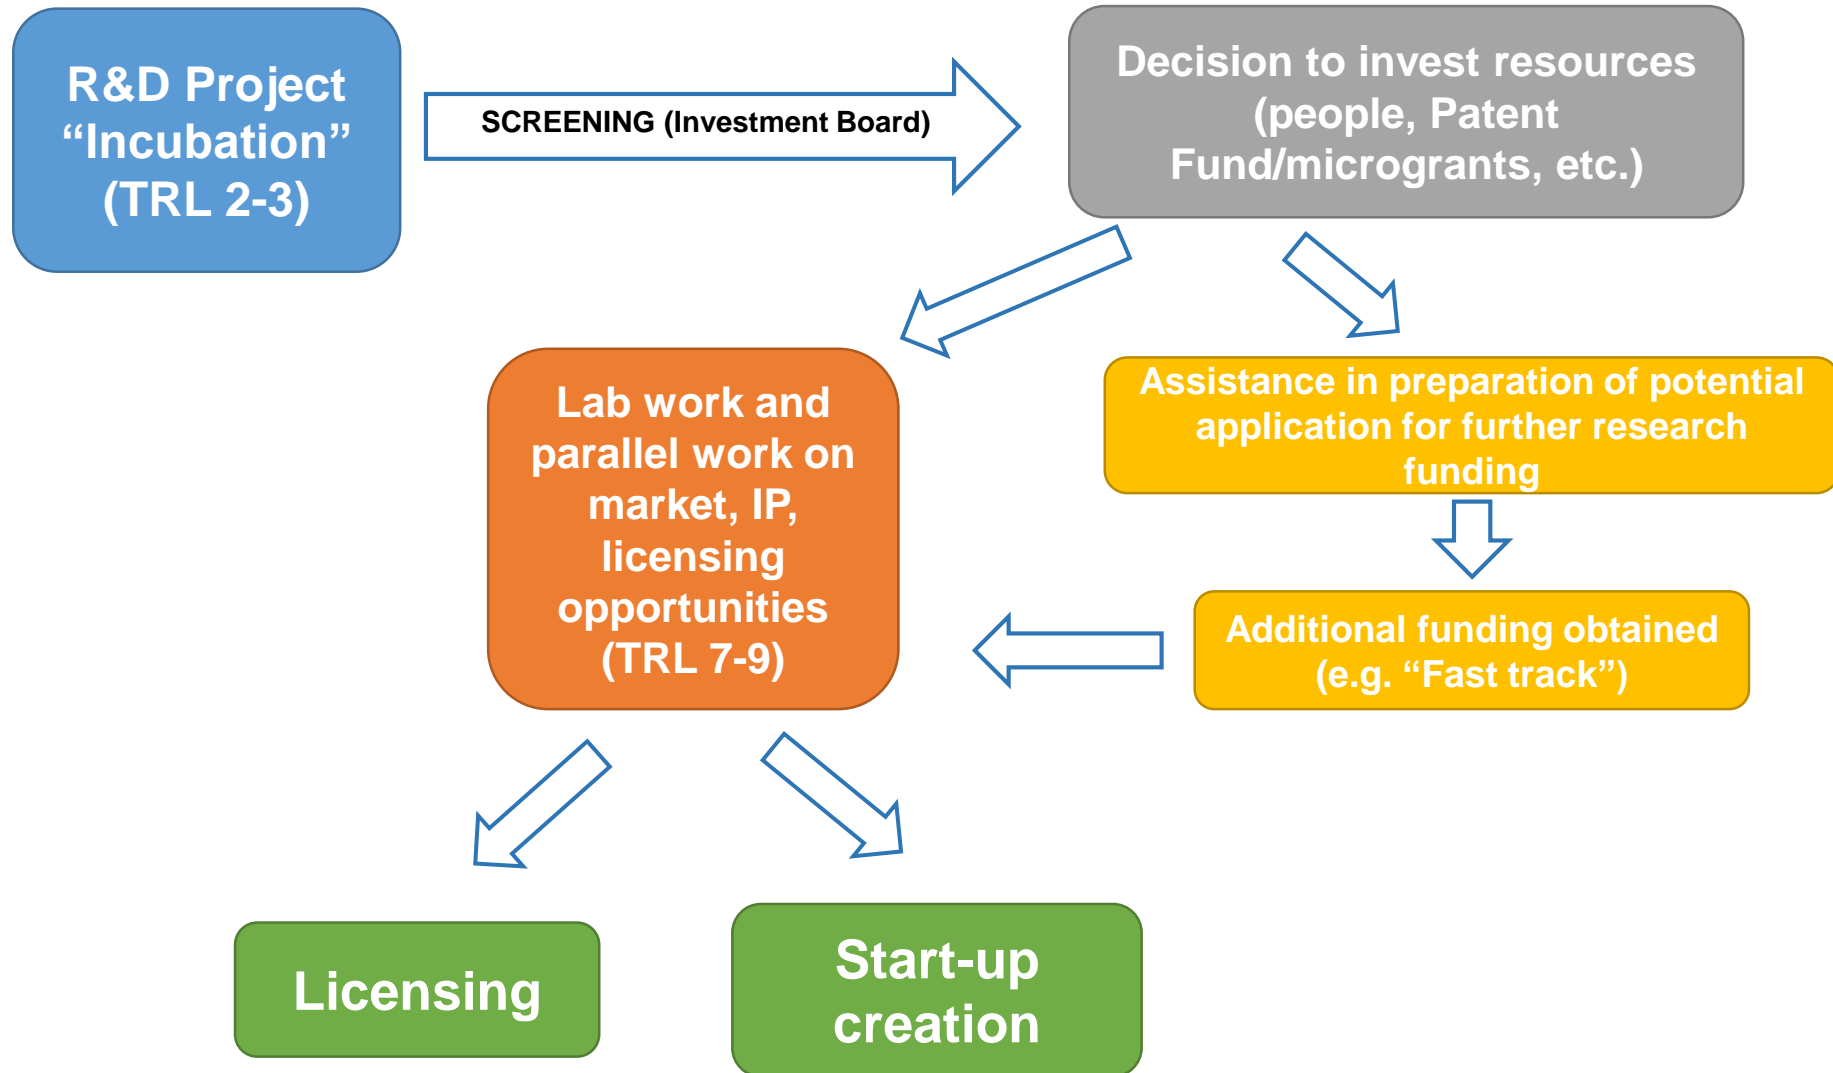 R&D Project
“Incubation”
(TRL 2-3)
SCREENING (Investment Board)
Decision to invest resources
(people, Patent
Fund/microgrants, etc.)
Lab work and
parallel work on
market, IP,
licensing
opportunities
(TRL 7-9)
Assistance in preparation of potential
application for further research
funding
Additional funding obtained
(e.g. “Fast track”)
Licensing
Start-up
creation